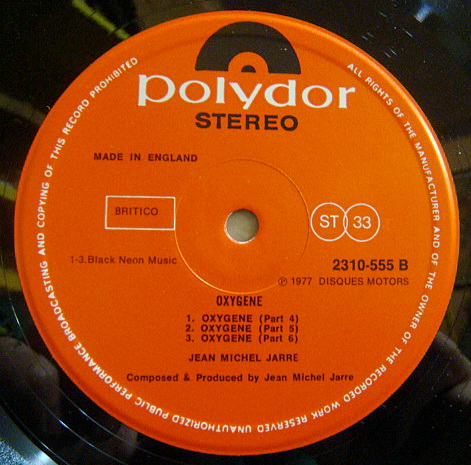 polydor
STEREO
MADE IN ENGLAND
BRITICO
ST 33
1-3.Black Neon Music
2310-555 B
℗ 1977 DISQUES MOTORS
OXYGENE
1. OXYGENE (Part 4)
2. OXYGENE (Part 5)
3. OXYGENE (Part 6)
JEAN MICHEL JARRE
Composed & Produced by Jean Michel Jarre
ALL RIGHTS OF THE MANUFACTURER AND OF THE OWNER OF THE RECORDED WORK RESERVED UNAUTHORIZED PUBLIC PERFORMANCE BROADCASTING AND COPYING OF THIS RECORD PROHIBITED